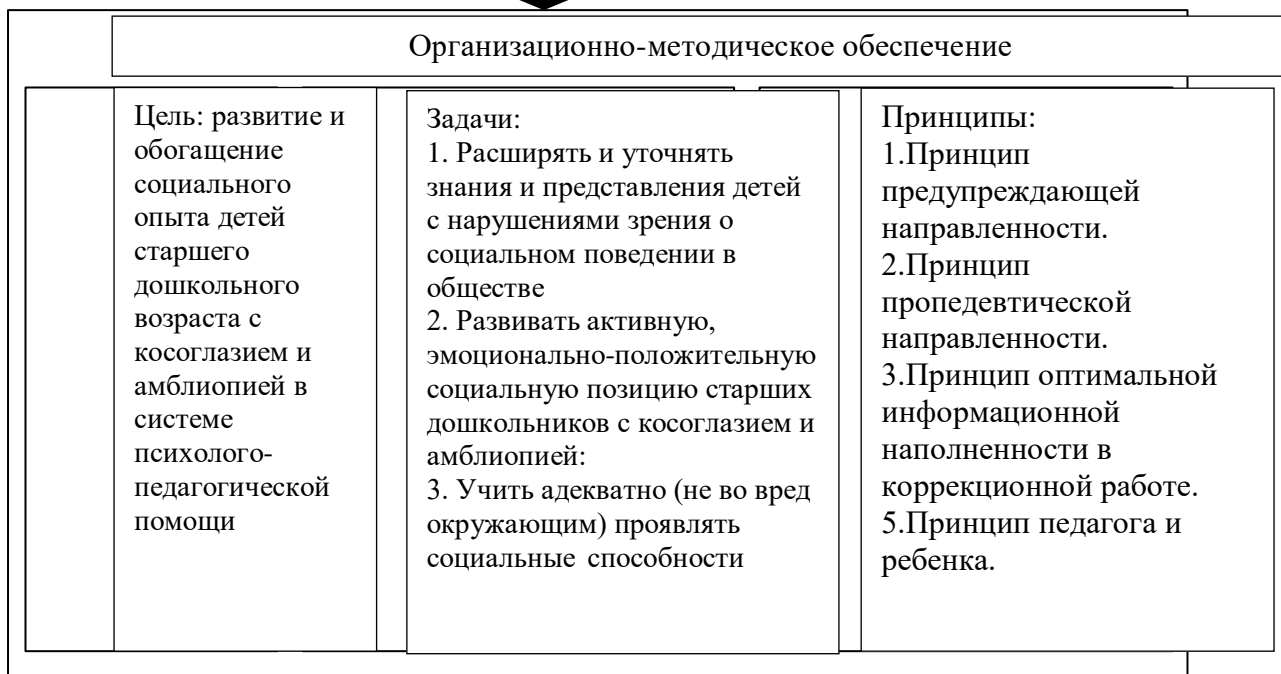 Организационно-методическое обеспечение
Цель: развитие и
обогащение
социального
опыта детей
старшего
дошкольного
возраста с
косоглазием и
амблиопией в
системе
психолого-
педагогической
помощи
Задачи:
1. Расширять и уточнять
знания и представления детей
с нарушениями зрения о
социальном поведении в
обществе
2. Развивать активную,
эмоционально-положительную
социальную позицию старших
дошкольников с косоглазием и
амблиопией:
3. Учить адекватно (не во вред
окружающим) проявлять
социальные способности
Принципы:
1.Принцип
предупреждающей
направленности.
2.Принцип
пропедевтической
направленности.
3.Принцип оптимальной
информационной
наполненности в
коррекционной работе.
5.Принцип педагога и
ребенка.